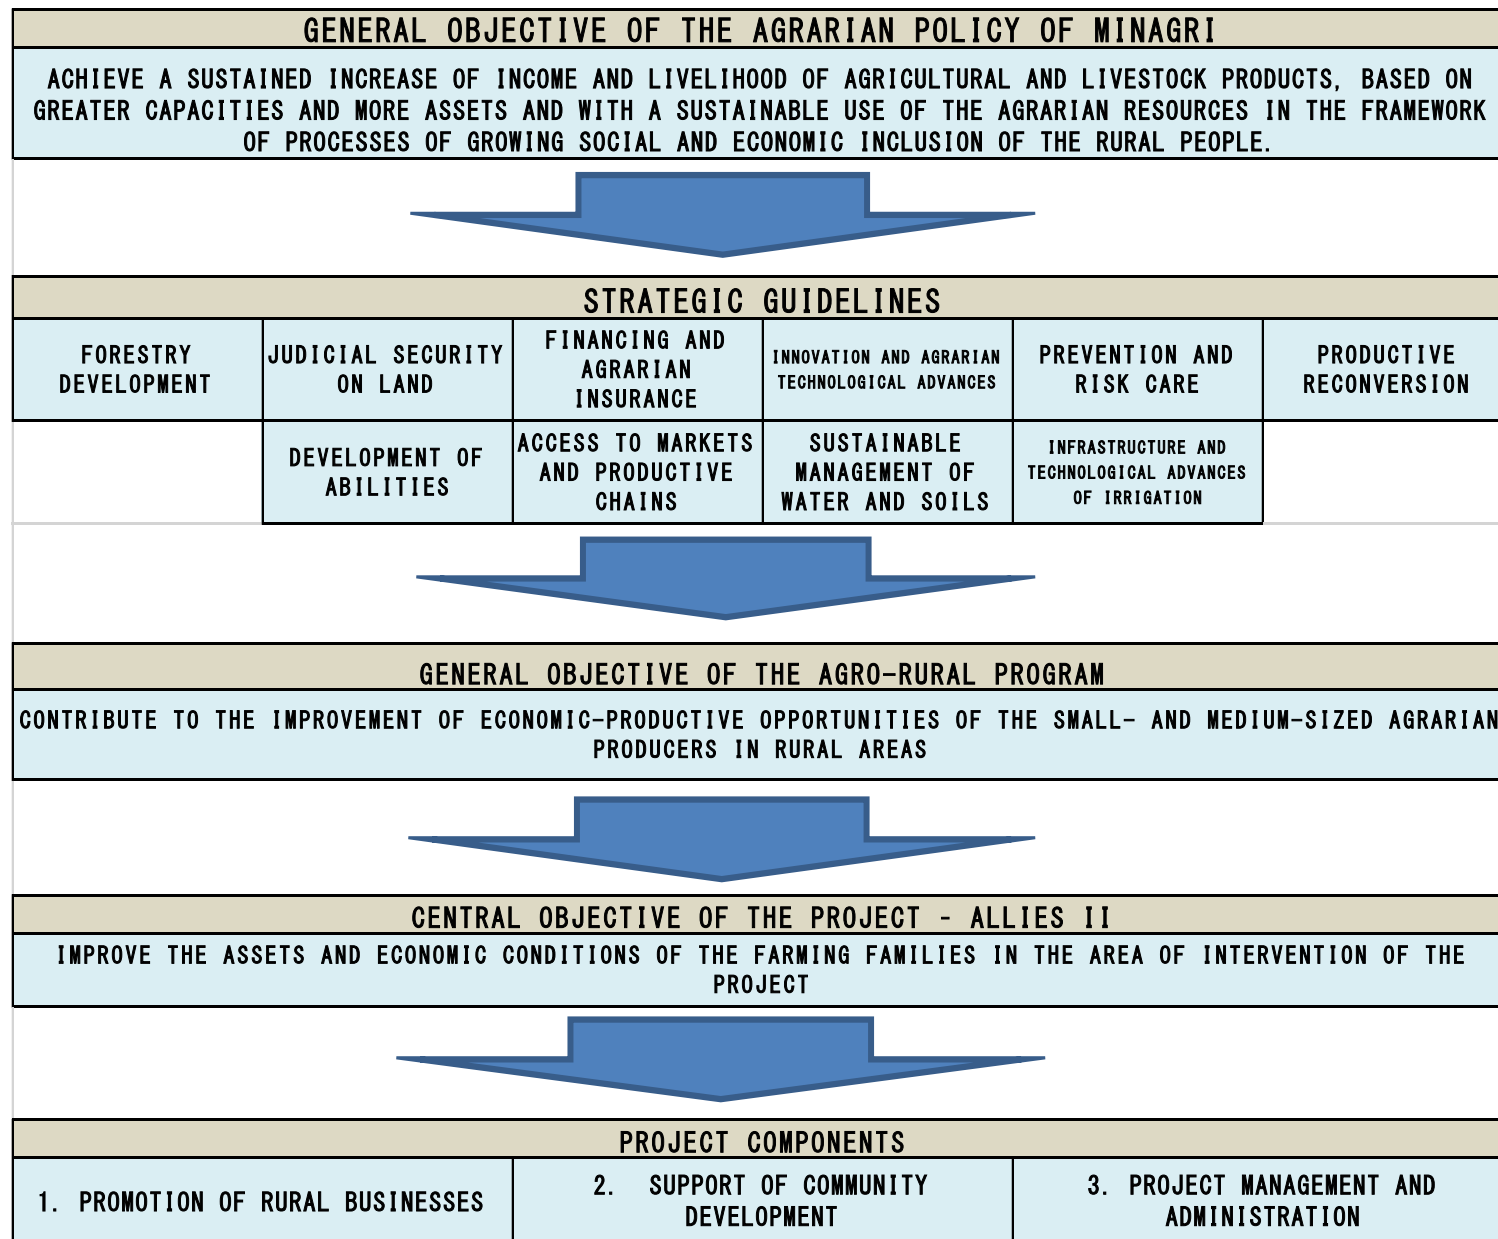 GENERAL OBJECTIVE OF THE AGRARIAN POLICY OF MINAGRI
ACHIEVE A SUSTAINED INCREASE OF INCOME AND LIVELIHOOD OF AGRICULTURAL AND LIVESTOCK PRODUCTS, BASED ON
GREATER CAPACITIES AND MORE ASSETS AND WITH A SUSTAINABLE USE OF THE AGRARIAN RESOURCES IN THE FRAMEWORK
OF PROCESSES OF GROWING SOCIAL AND ECONOMIC INCLUSION OF THE RURAL PEOPLE.
STRATEGIC GUIDELINES
FORESTRY
DEVELOPMENT
JUDICIAL SECURITY
ON LAND
FINANCING AND
AGRARIAN
INSURANCE
INNOVATION AND AGRARIAN
TECHNOLOGICAL ADVANCES
PREVENTION AND
RISK CARE
PRODUCTIVE
RECONVERSION
DEVELOPMENT OF
ABILITIES
ACCESS TO MARKETS
AND PRODUCTIVE
CHAINS
SUSTAINABLE
MANAGEMENT OF
WATER AND SOILS
INFRASTRUCTURE AND
TECHNOLOGICAL ADVANCES
OF IRRIGATION
GENERAL OBJECTIVE OF THE AGRO-RURAL PROGRAM
CONTRIBUTE TO THE IMPROVEMENT OF ECONOMIC-PRODUCTIVE OPPORTUNITIES OF THE SMALL- AND MEDIUM-SIZED AGRARIAN
PRODUCERS IN RURAL AREAS
CENTRAL OBJECTIVE OF THE PROJECT - ALLIES II
IMPROVE THE ASSETS AND ECONOMIC CONDITIONS OF THE FARMING FAMILIES IN THE AREA OF INTERVENTION OF THE
PROJECT
PROJECT COMPONENTS
1. PROMOTION OF RURAL BUSINESSES
2. SUPPORT OF COMMUNITY
DEVELOPMENT
3. PROJECT MANAGEMENT AND
ADMINISTRATION